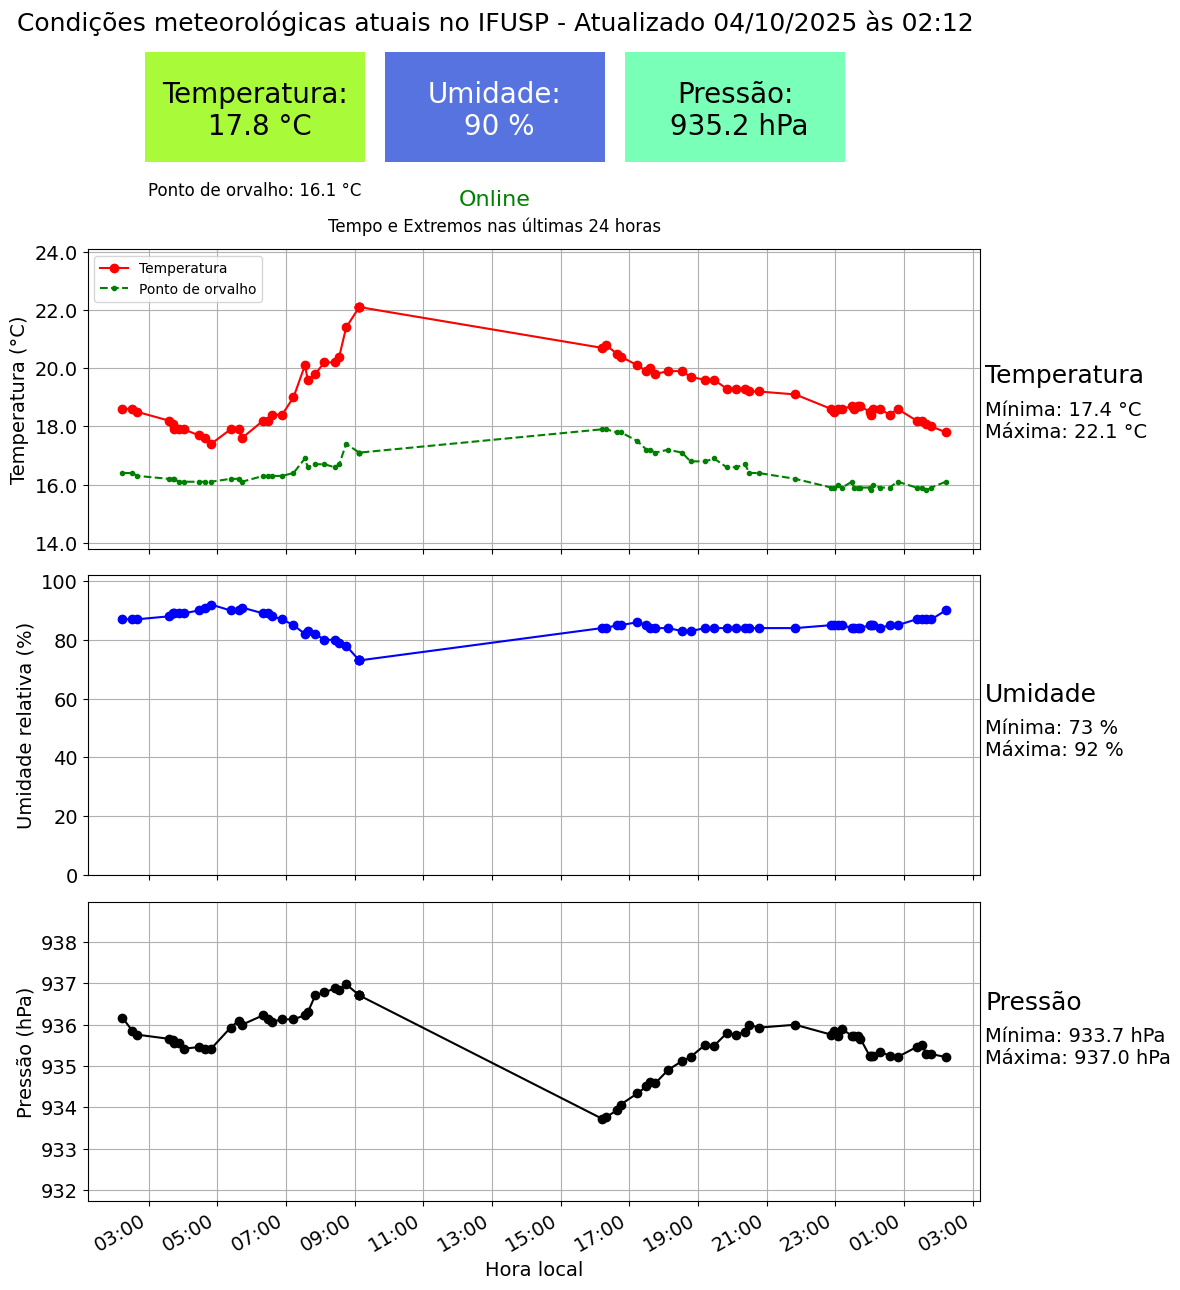 Condições meteorológicas atuais no IFUSP - Atualizado 04/10/2025 às 02:12
Temperatura:
17.8 °C
Umidade:
90 %
Pressão:
935.2 hPa
Ponto de orvalho: 16.1 °C
Online
Tempo e Extremos nas últimas 24 horas
Temperatura (°C)
24.0
22.0
20.0
18.0
16.0
14.0
Temperatura
Ponto de orvalho
Temperatura
Mínima: 17.4 °C
Máxima: 22.1 °C
Umidade relativa (%)
100
80
60
40
20
0
Umidade
Mínima: 73 %
Máxima: 92 %
Pressão (hPa)
938
937
936
935
934
933
932
Pressão
Mínima: 933.7 hPa
Máxima: 937.0 hPa
03:00
05:00
07:00
09:00
11:00
13:00
15:00
17:00
19:00
21:00
23:00
01:00
03:00
Hora local